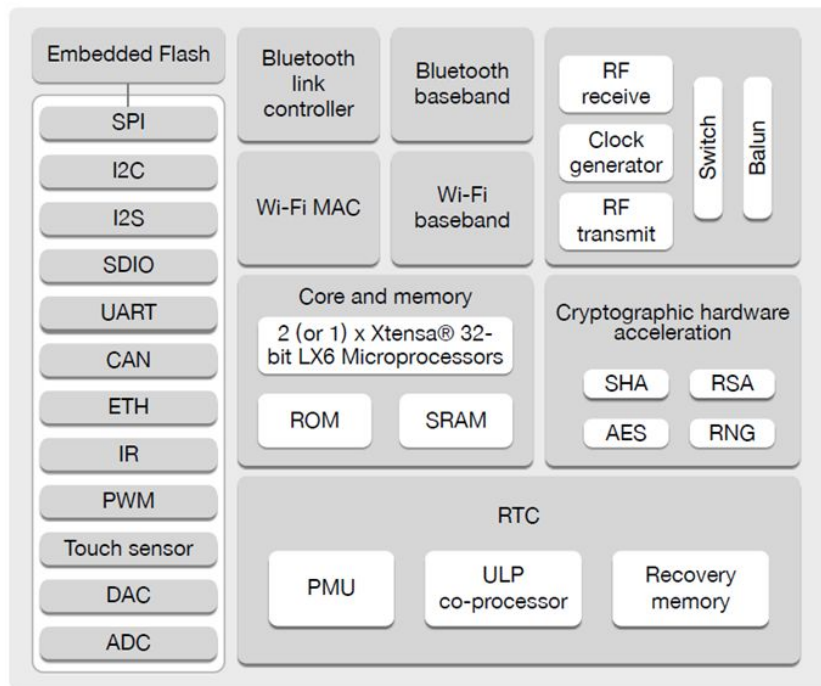 Embedded Flash
SPI
I2C
I2S
SDIO
UART
CAN
ETH
IR
PWM
Touch sensor
DAC
ADC
Bluetooth
link
controller
Bluetooth
baseband
Wi-Fi MAC
Wi-Fi
baseband
RF
receive
Clock
generator
RF
transmit
Switch
Balun
Core and memory
2 (or 1) x Xtensa® 32-
bit LX6 Microprocessors
ROM
SRAM
Cryptographic hardware
acceleration
SHA
RSA
AES
RNG
RTC
PMU
ULP
co-processor
Recovery
memory